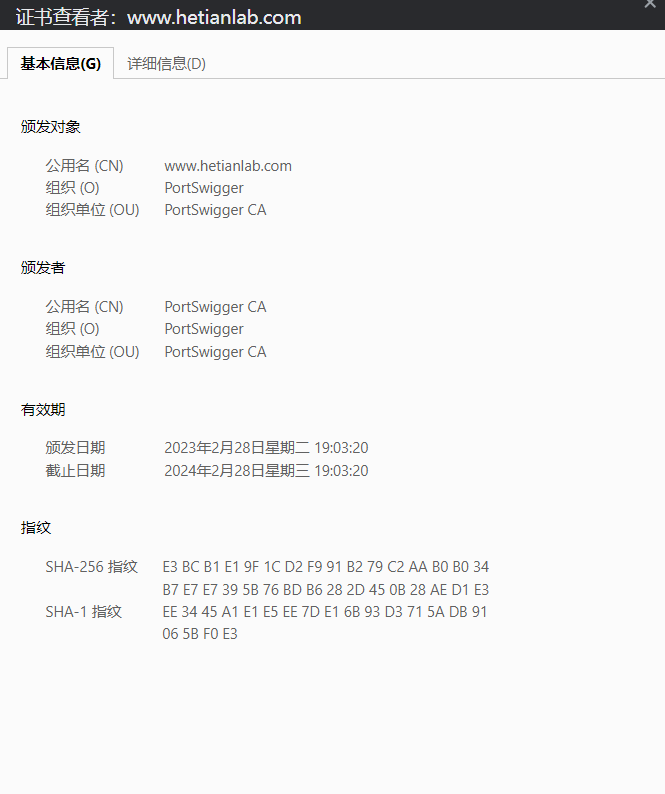 证书查看者：www.hetianlab.com
基本信息(G) 详细信息(D)
颁发对象
公用名 (CN) www.hetianlab.com
组织 (O) PortSwigger
组织单位 (OU) PortSwigger CA
颁发者
公用名 (CN) PortSwigger CA
组织 (O) PortSwigger
组织单位 (OU) PortSwigger CA
有效期
颁发日期 2023年2月28日星期二 19:03:20
截止日期 2024年2月28日星期三 19:03:20
指纹
SHA-256 指纹 E3 BC B1 E1 9F 1C D2 F9 91 B2 79 C2 AA B0 B0 34
B7 E7 E7 39 5B 76 BD B6 28 2D 45 0B 28 AE D1 E3
SHA-1 指纹 EE 34 45 A1 E1 E5 EE 7D E1 6B 93 D3 71 5A DB 91
06 5B F0 E3